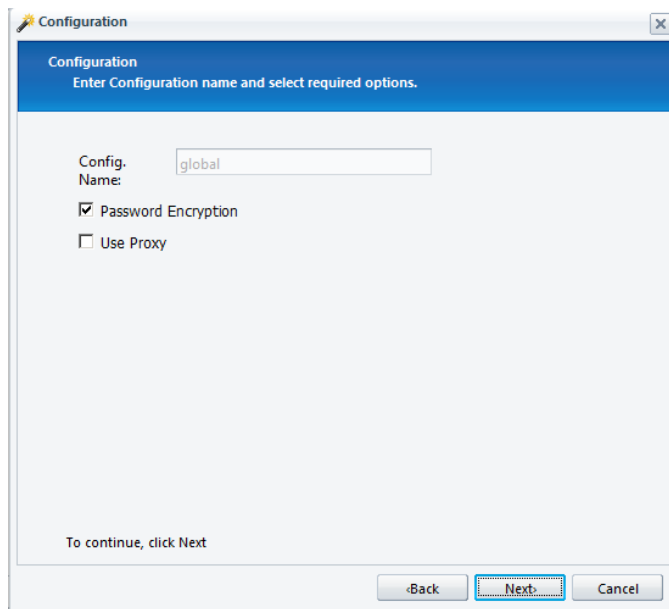 Configuration
Configuration
Enter Configuration name and select required options.
Config.
Name:
global
Password Encryption
Use Proxy
To continue, click Next
‹Back
Next›
Cancel